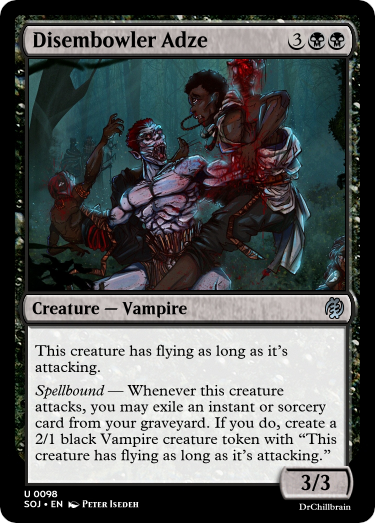 Disembowler Adze 3
Creature — Vampire
This creature has flying as long as it's
attacking.
Spellbound — Whenever this creature
attacks, you may exile an instant or sorcery
card from your graveyard. If you do, create a
2/1 black Vampire creature token with “This
creature has flying as long as it's attacking.”
3/3
U 0098
SOJ • EN Peter Isedeh
DrChillbrain